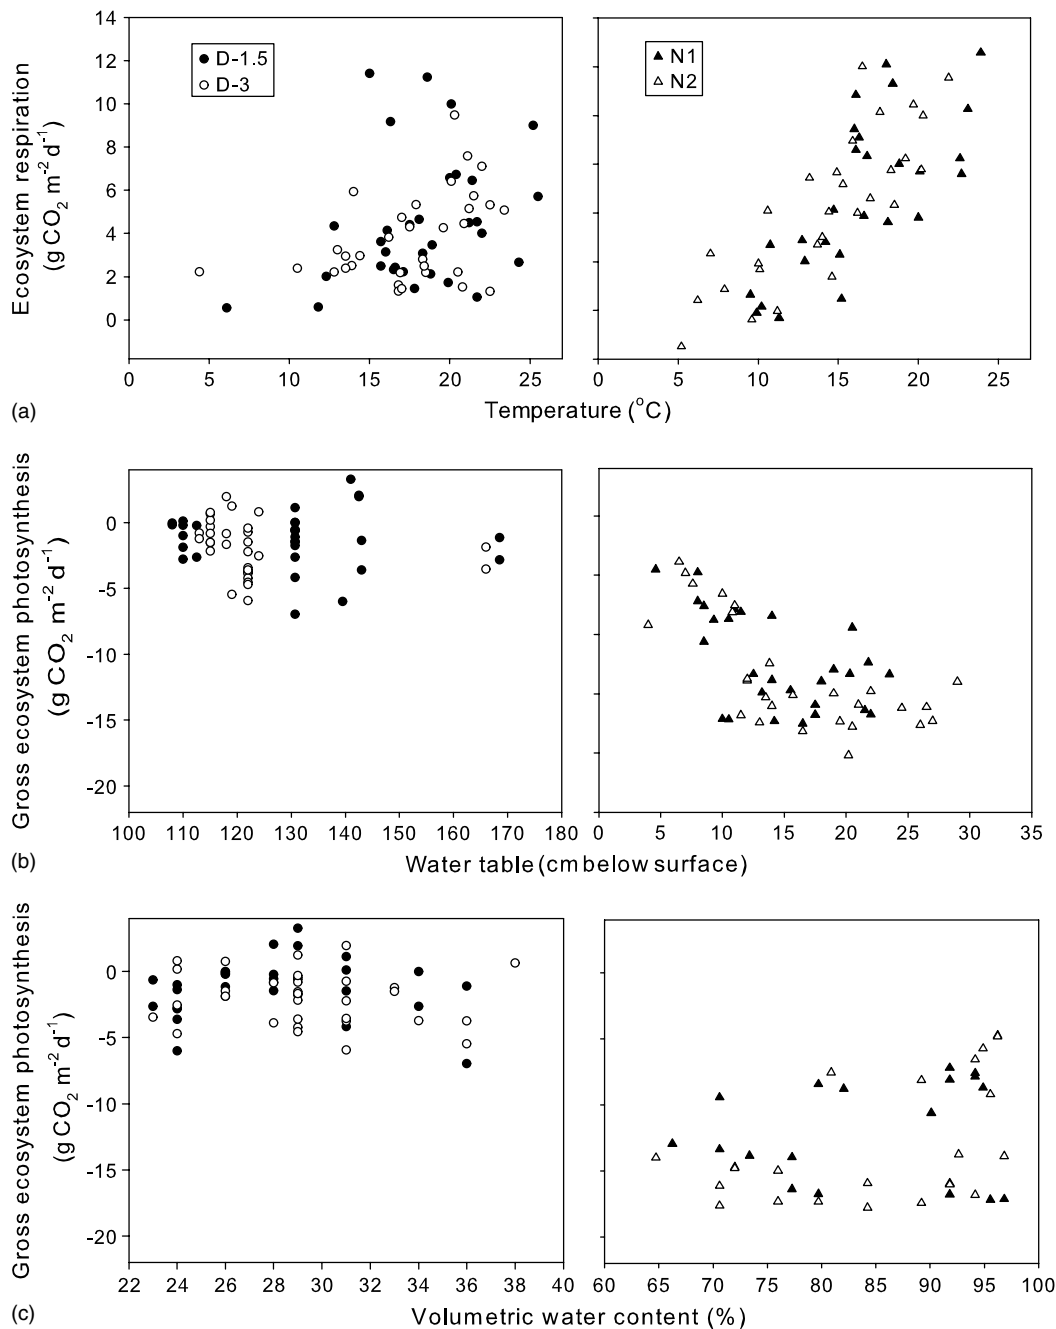 14
12
10
8
6
4
2
0
Ecosystem respiration
(g CO2 m-2 d-1)
D-1.5
D-3
N1
N2
0 5 10 15 20 25
0 5 10 15 20 25
Temperature (°C)
(a)
0
-5
-10
-15
-20
Gross ecosystem photosynthesis
(g CO2 m-2 d-1)
100 110 120 130 140 150 160 170 180
0 5 10 15 20 25 30 35
Water table (cm below surface)
(b)
0
-5
-10
-15
-20
Gross ecosystem photosynthesis
(g CO2 m-2 d-1)
22 24 26 28 30 32 34 36 38 40
60 65 70 75 80 85 90 95 100
Volumetric water content (%)
(c)